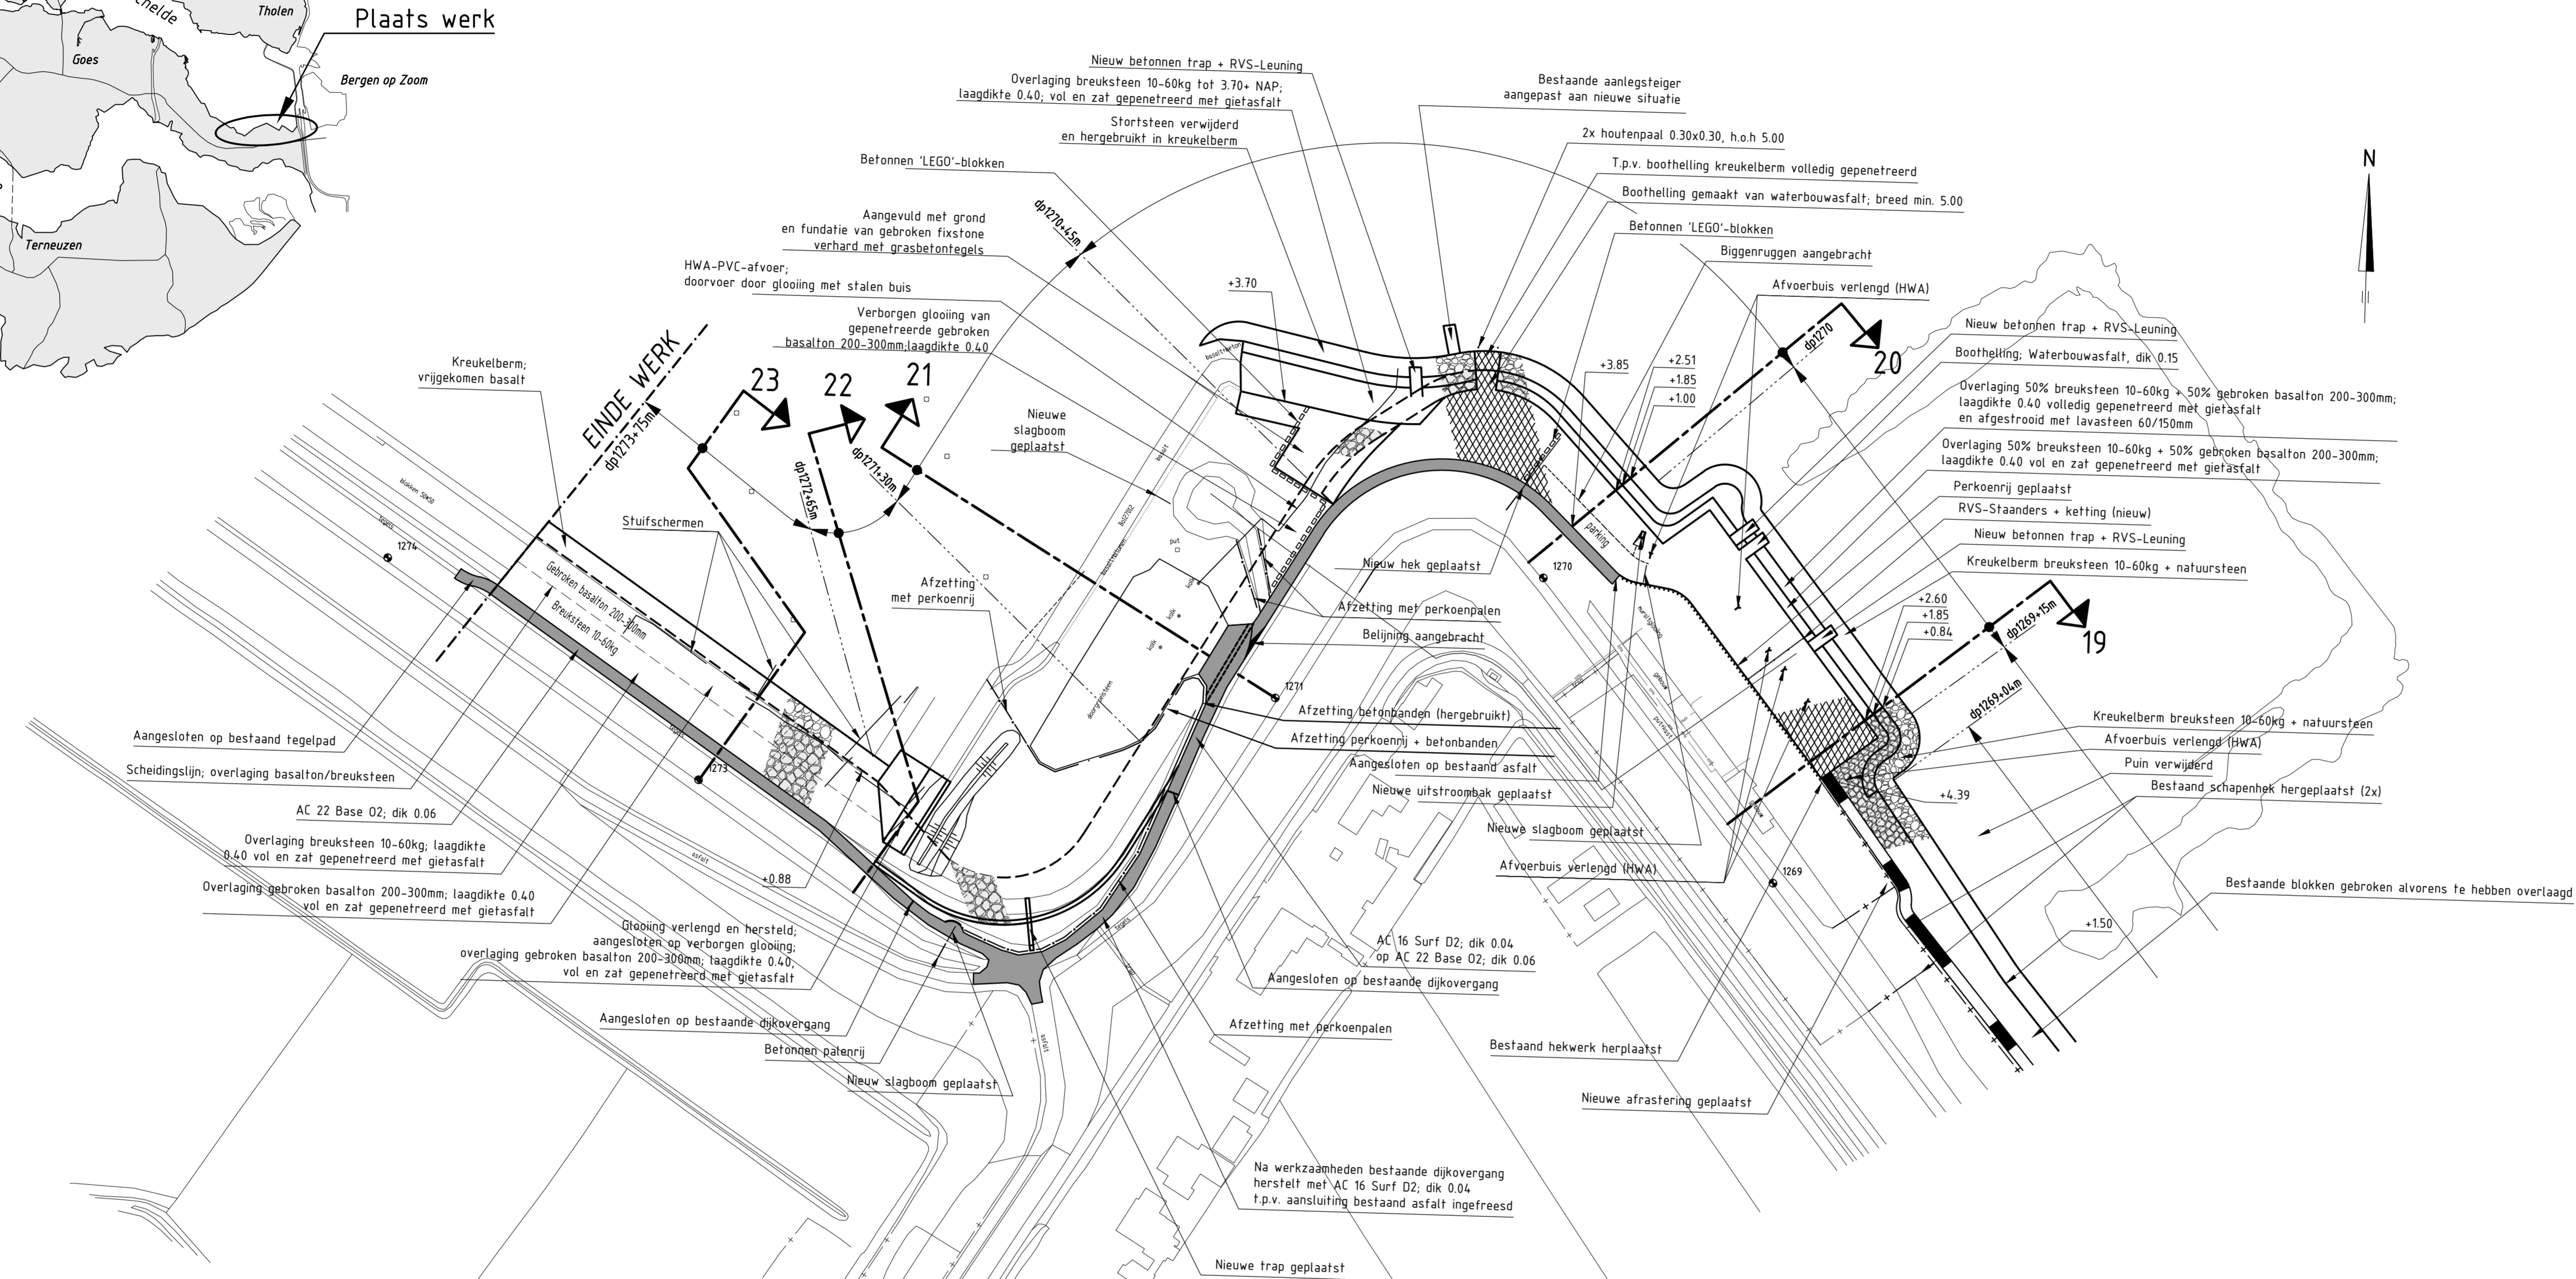 Plaats werk
Tholen
Goes
Bergen op Zoom
Terneuzen
N
Nieuw betonnen trap + RVS-Leuning
Overlaging breuksteen 10-60kg tot 3.70+ NAP;
laagdikte 0.40; vol en zat gepenetreerd met gietasfalt
Stortsteen verwijderd
en hergebruikt in kreukelberm
Betonnen 'LEGO'-blokken
Aangevuld met grond
en fundatie van gebroken fixstone
verhard met grasbetontegels
HWA-PVC-afvoer;
doorvoer door glooiing met stalen buis
Verborgen glooiing van
gepenetreerde gebroken
basalton 200-300mm;laagdikte 0.40
Kreukelberm;
vrijgekomen basalt
EINDE WERK
dp1273+75m
23
22
21
dp1272+65m
dp1271+30m
dp1270+45m
Nieuwe
slagboom
geplaatst
+3.70
Bestaande aanlegsteiger
aangepast aan nieuwe situatie
2x houtenpaal 0.30x0.30, h.o.h 5.00
T.p.v. boothelling kreukelberm volledig gepenetreerd
Boothelling gemaakt van waterbouwasfalt; breed min. 5.00
Betonnen 'LEGO'-blokken
Biggenruggen aangebracht
Afvoerbuis verlengd (HWA)
+3.85
+2.51
+1.85
+1.00
dp1270
20
Nieuw betonnen trap + RVS-Leuning
Boothelling; Waterbouwasfalt, dik 0.15
Overlaging 50% breuksteen 10-60kg + 50% gebroken basalton 200-300mm;
laagdikte 0.40 volledig gepenetreerd met gietasfalt
en afgestrooid met lavasteen 60/150mm
Overlaging 50% breuksteen 10-60kg + 50% gebroken basalton 200-300mm;
laagdikte 0.40 vol en zat gepenetreerd met gietasfalt
Perkoenrij geplaatst
RVS-Staanders + ketting (nieuw)
Nieuw betonnen trap + RVS-Leuning
Kreukelberm breuksteen 10-60kg + natuursteen
+2.60
+1.85
+0.84
dp1269+15m
19
dp1269+04m
Kreukelberm breuksteen 10-60kg + natuursteen
Afvoerbuis verlengd (HWA)
Puin verwijderd
Bestaand schapenhek hergeplaatst (2x)
+4.39
Bestaande blokken gebroken alvorens te hebben overlaagd
+1.50
blokken 50*50
tegels
1274
Stuifschermen
Gebroken basalton 200-300mm
Breuksteen 10-60kg
Afzetting
met perkoenrij
basalt+beton
basalt
put
kolk
kolk
kolk
doorgroeisteen
parking
1270
Nieuw hek geplaatst
Afzetting met perkoenpalen
Belijning aangebracht
1271
Afzetting betonbanden (hergebruikt)
Afzetting perkoenrij + betonbanden
Aangesloten op bestaand asfalt
Nieuwe uitstroombak geplaatst
Nieuwe slagboom geplaatst
Afvoerbuis verlengd (HWA)
1269
trap
gebouw
Aangesloten op bestaand tegelpad
Scheidingslijn; overlaging basalton/breuksteen
AC 22 Base O2; dik 0.06
Overlaging breuksteen 10-60kg; laagdikte
0.40 vol en zat gepenetreerd met gietasfalt
Overlaging gebroken basalton 200-300mm; laagdikte 0.40
vol en zat gepenetreerd met gietasfalt
1273
tegels
asfalt
+0.88
Glooiing verlengd en hersteld;
aangesloten op verborgen glooiing;
overlaging gebroken basalton 200-300mm; laagdikte 0.40,
vol en zat gepenetreerd met gietasfalt
Aangesloten op bestaande dijkovergang
Betonnen palenrij
Nieuw slagboom geplaatst
tegels
trap
asfalt
AC 16 Surf D2; dik 0.04
op AC 22 Base O2; dik 0.06
Aangesloten op bestaande dijkovergang
Afzetting met perkoenpalen
Bestaand hekwerk herplaatst
Nieuwe afrastering geplaatst
Na werkzaamheden bestaande dijkovergang
herstelt met AC 16 Surf D2; dik 0.04
t.p.v. aansluiting bestaand asfalt ingefreesd
Nieuwe trap geplaatst